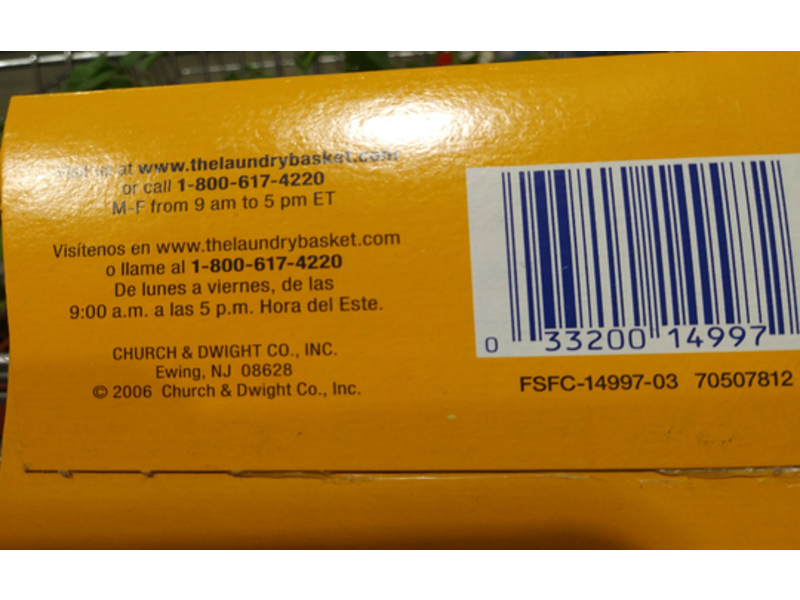 Visit us at www.thelaundrybasket.com
or call 1-800-617-4220
M-F from 9 am to 5 pm ET
Visítenos en www.thelaundrybasket.com
o llame al 1-800-617-4220
De lunes a viernes, de las
9:00 a.m. a las 5 p.m. Hora del Este.
CHURCH & DWIGHT CO., INC.
Ewing, NJ 08628
© 2006 Church & Dwight Co., Inc.
0 33200 14997
FSFC-14997-03 70507812